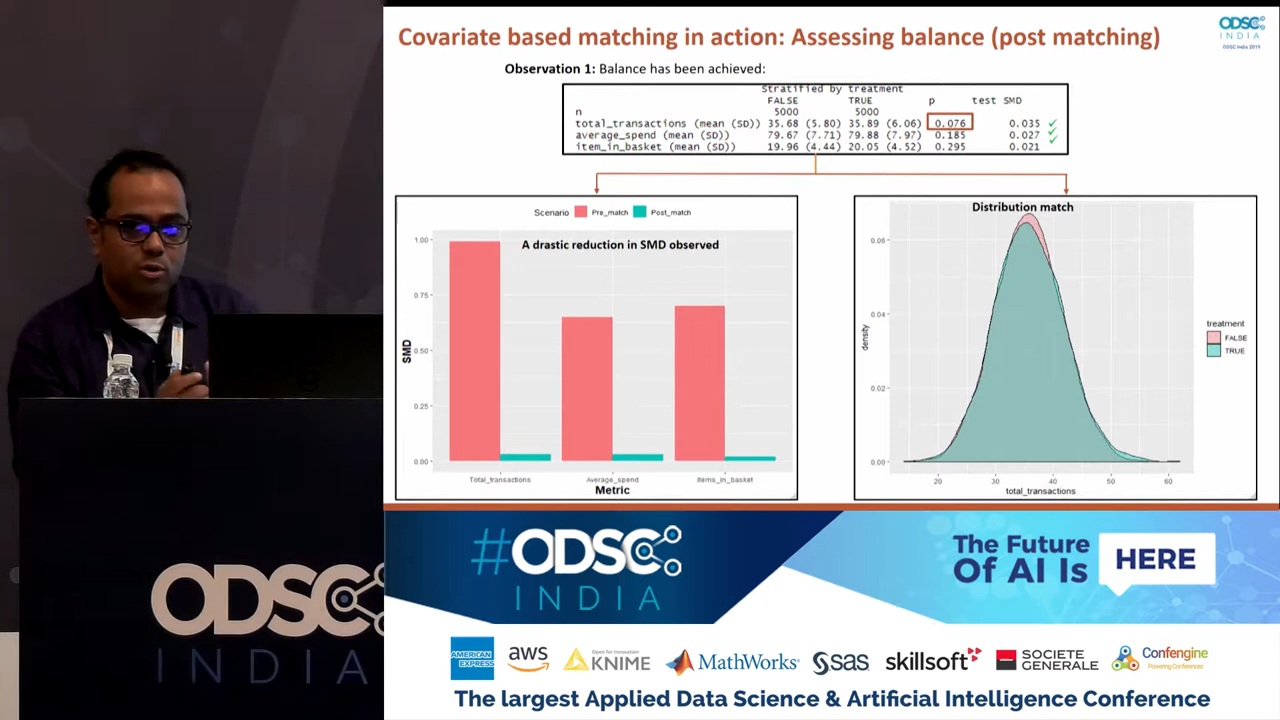 Covariate based matching in action: Assessing balance (post matching)
ODSC
INDIA
ODSC India 2019
Observation 1: Balance has been achieved:
Stratified by treatment
FALSE TRUE p test SMD
n 5000 5000
total_transactions (mean (SD)) 35.68 (5.80) 35.89 (6.06) 0.076 0.035
average_spend (mean (SD)) 79.67 (7.71) 79.88 (7.97) 0.185 0.027
item_in_basket (mean (SD)) 19.96 (4.44) 20.05 (4.52) 0.295 0.021
Scenario Pre_match Post_match
A drastic reduction in SMD observed
1.00
0.75
0.50
0.25
0.00
SMD
Total_transactions Average_spend Items_in_basket
Metric
Distribution match
0.06
0.04
0.02
0.00
density
20 30 40 50 60
total_transactions
treatment
FALSE
TRUE
#ODSC
INDIA
The Future
Of AI Is
HERE
ODSC
INDIA
AMERICAN
EXPRESS
aws
Open for Innovation
KNIME
MathWorks®
sas
skillsoft
SOCIETE
GENERALE
Confengine
Powering Conferences
The largest Applied Data Science & Artificial Intelligence Conference